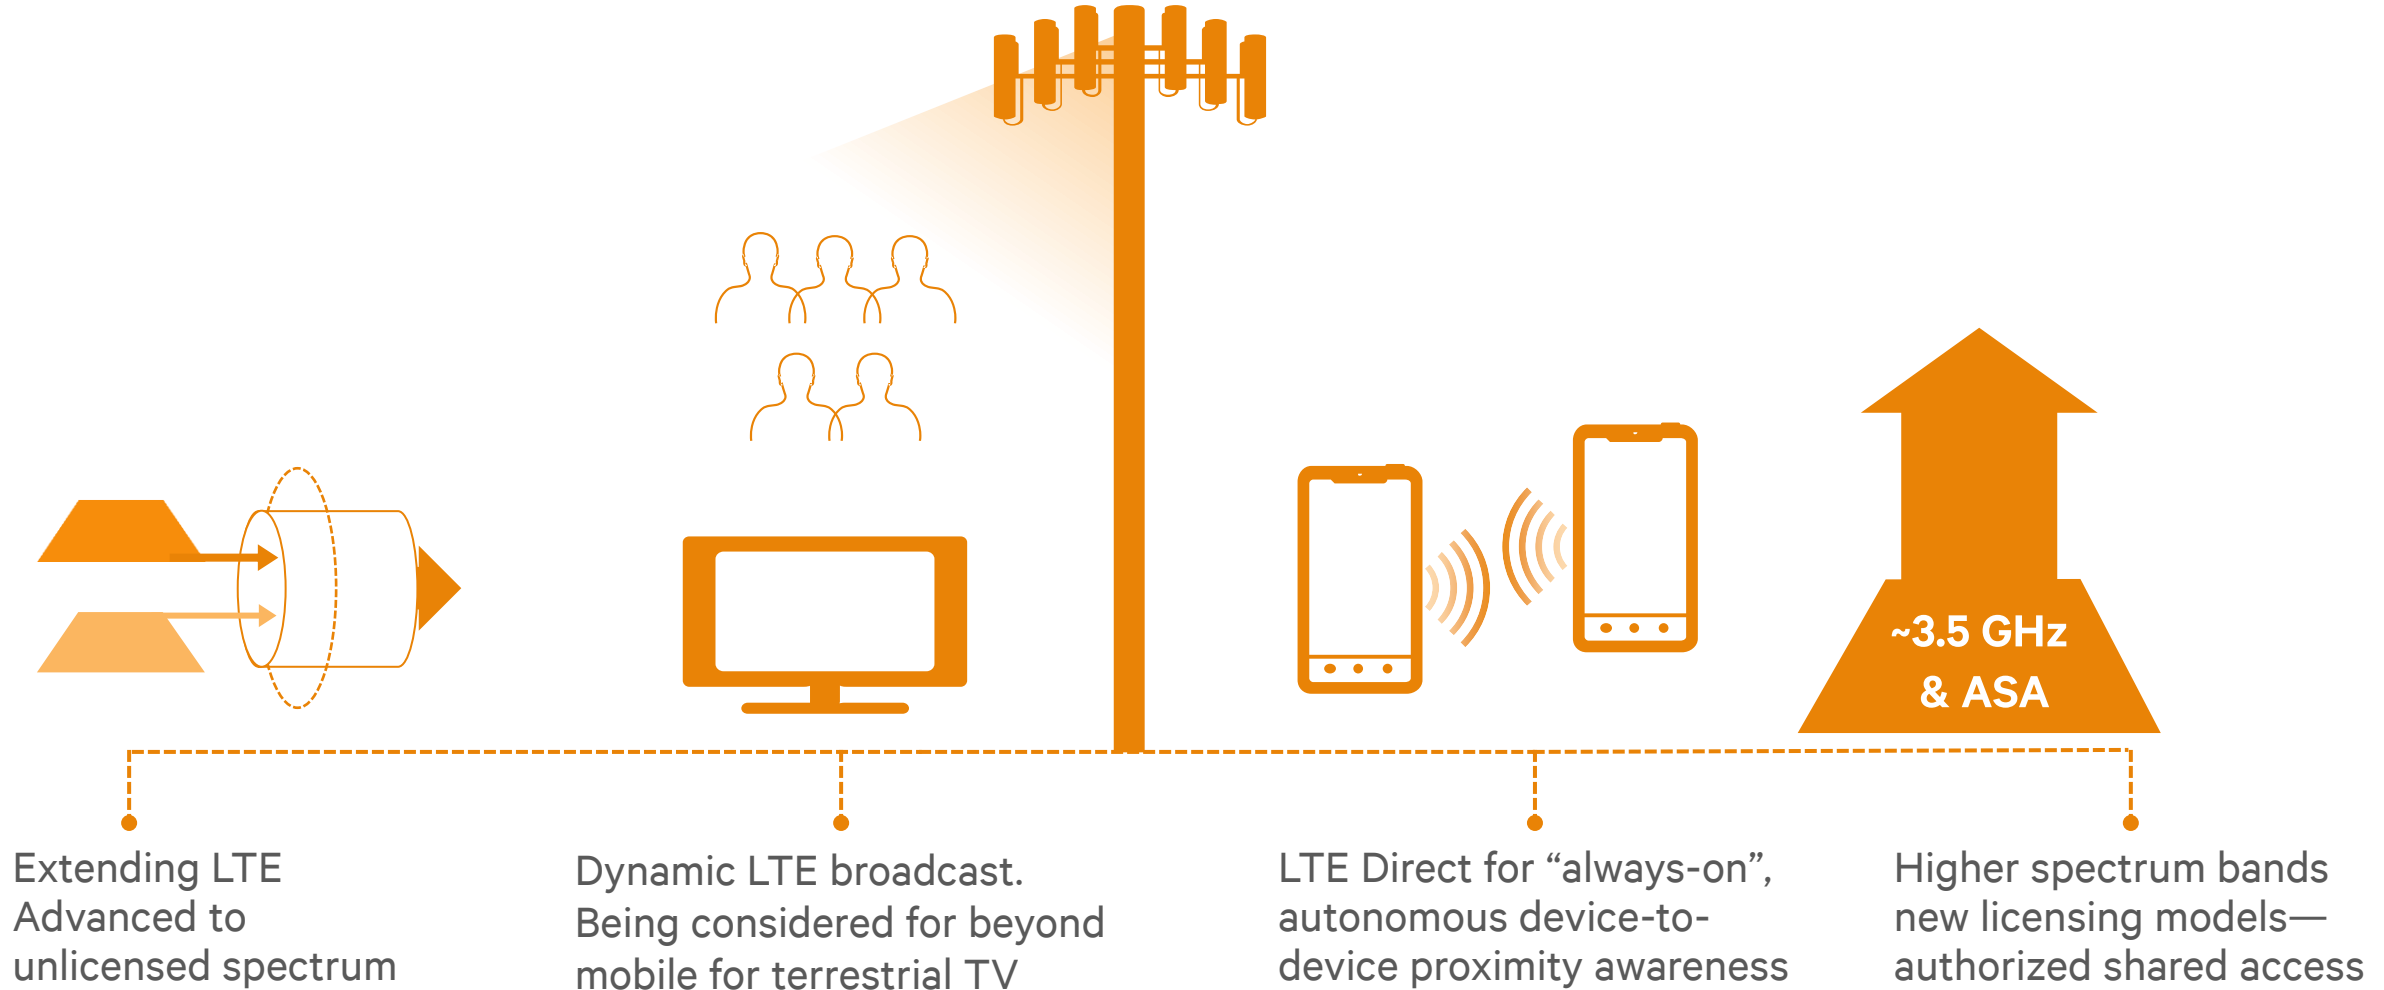 ~3.5 GHz
& ASA
Extending LTE
Advanced to
unlicensed spectrum
Dynamic LTE broadcast.
Being considered for beyond
mobile for terrestrial TV
LTE Direct for “always-on”,
autonomous device-to-
device proximity awareness
Higher spectrum bands
new licensing models—
authorized shared access